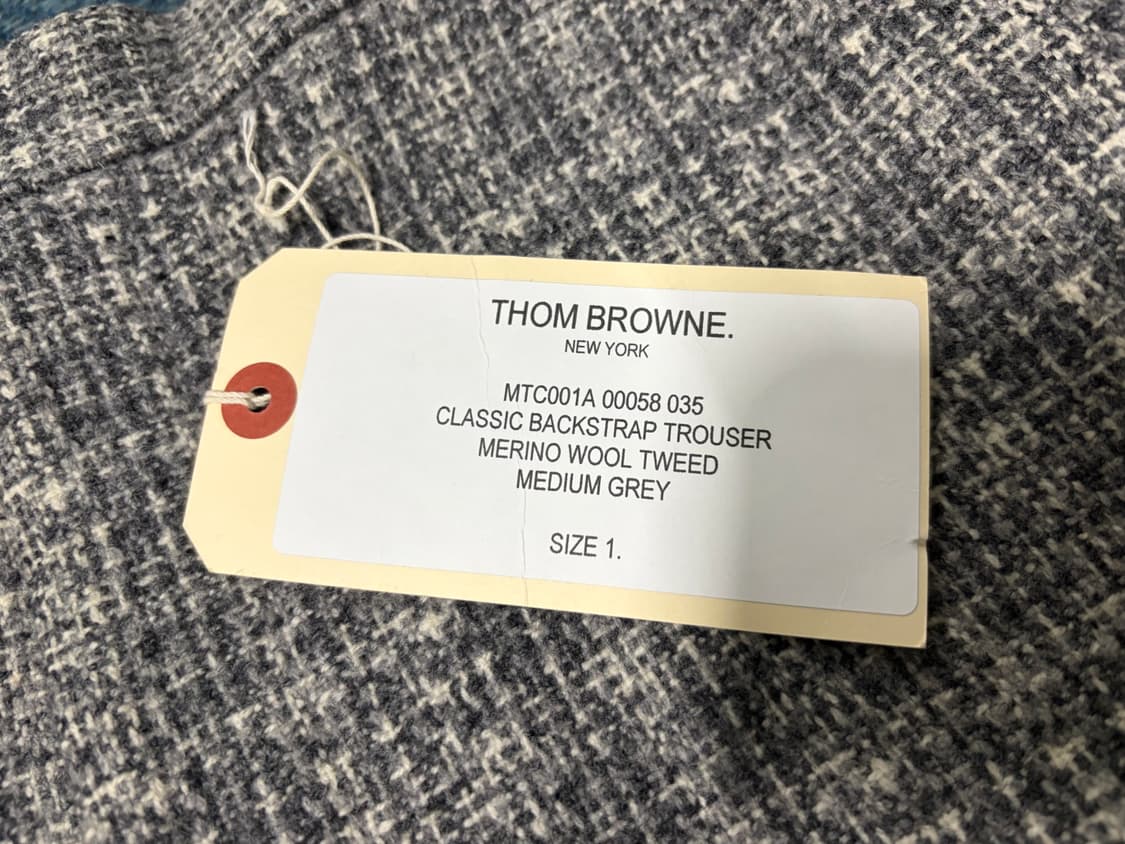 THOM BROWNE.
NEW YORK
MTC001A 00058 035
CLASSIC BACKSTRAP TROUSER
MERINO WOOL TWEED
MEDIUM GREY
SIZE 1.